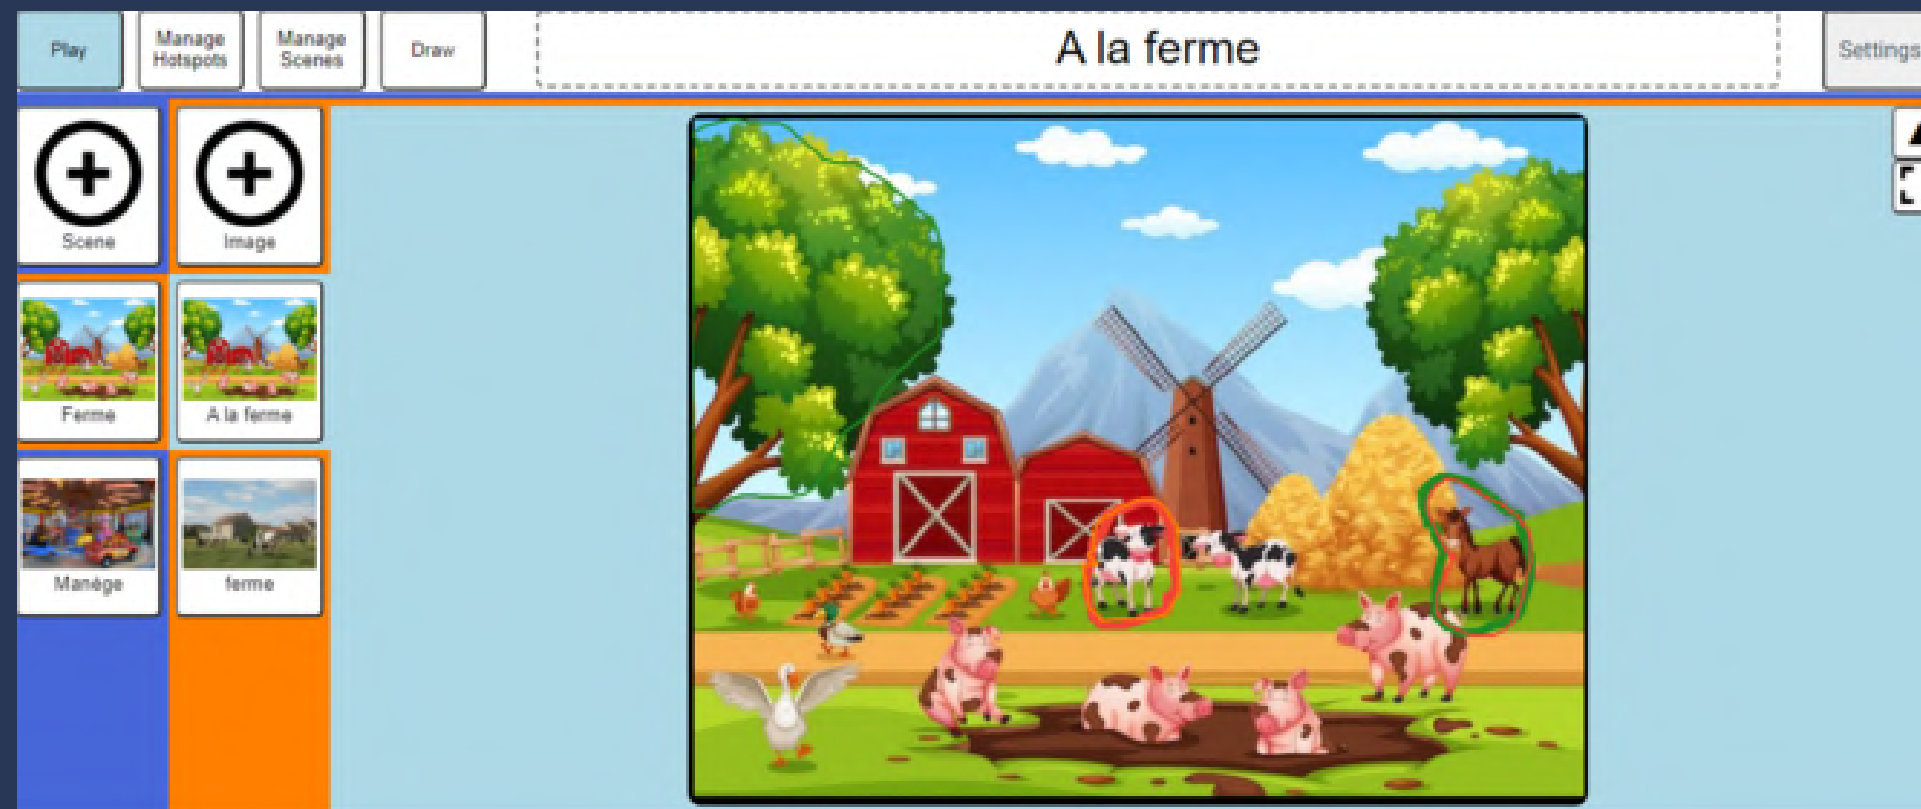 Play
Manage
Hotspots
Manage
Scenes
Draw
A la ferme
Settings
Scene
Image
Ferme
A la ferme
Manège
ferme